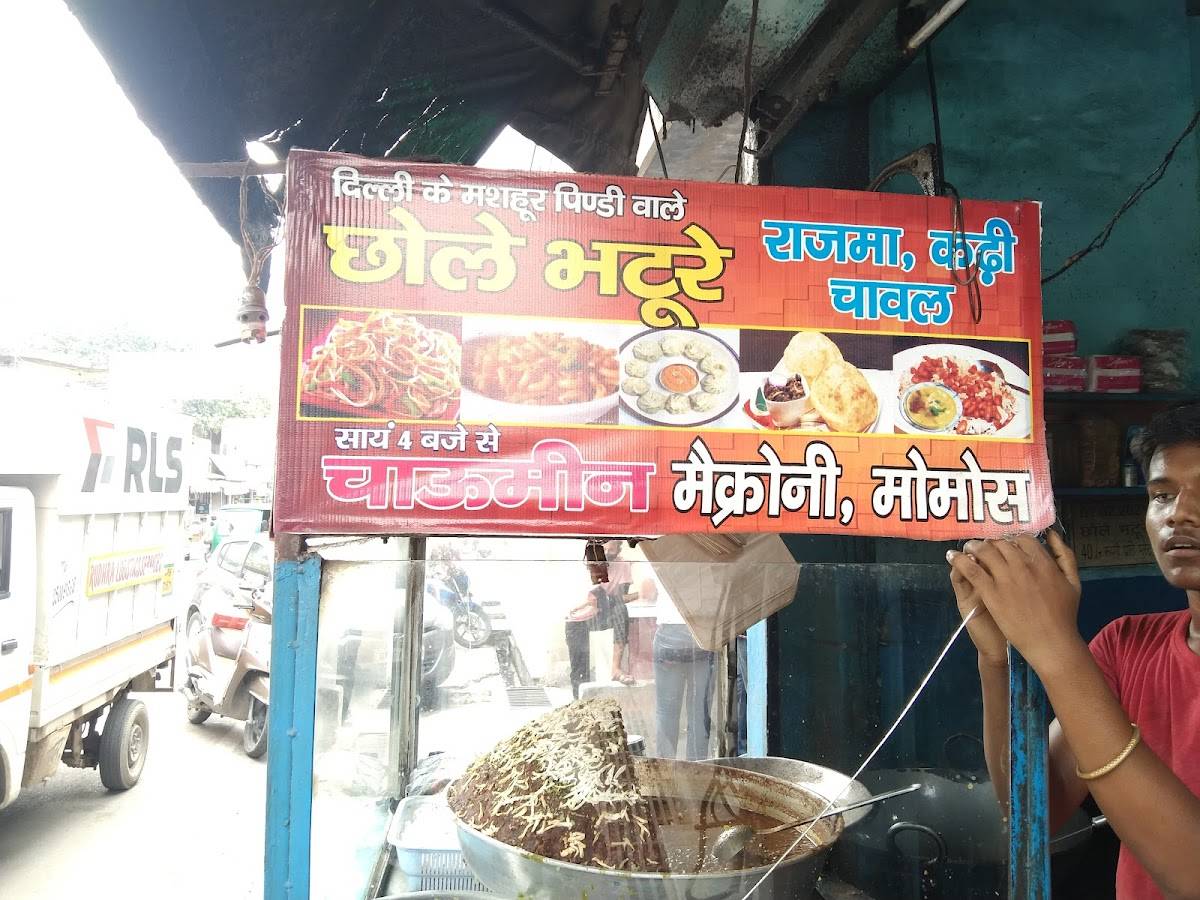 दिल्ली के मशहूर पिण्डी वाले
छोले भटूरे
राजमा, कढ़ी
चावल
सायं 4 बजे से
चाऊमीन मैक्रोनी, मोमोस
RLS